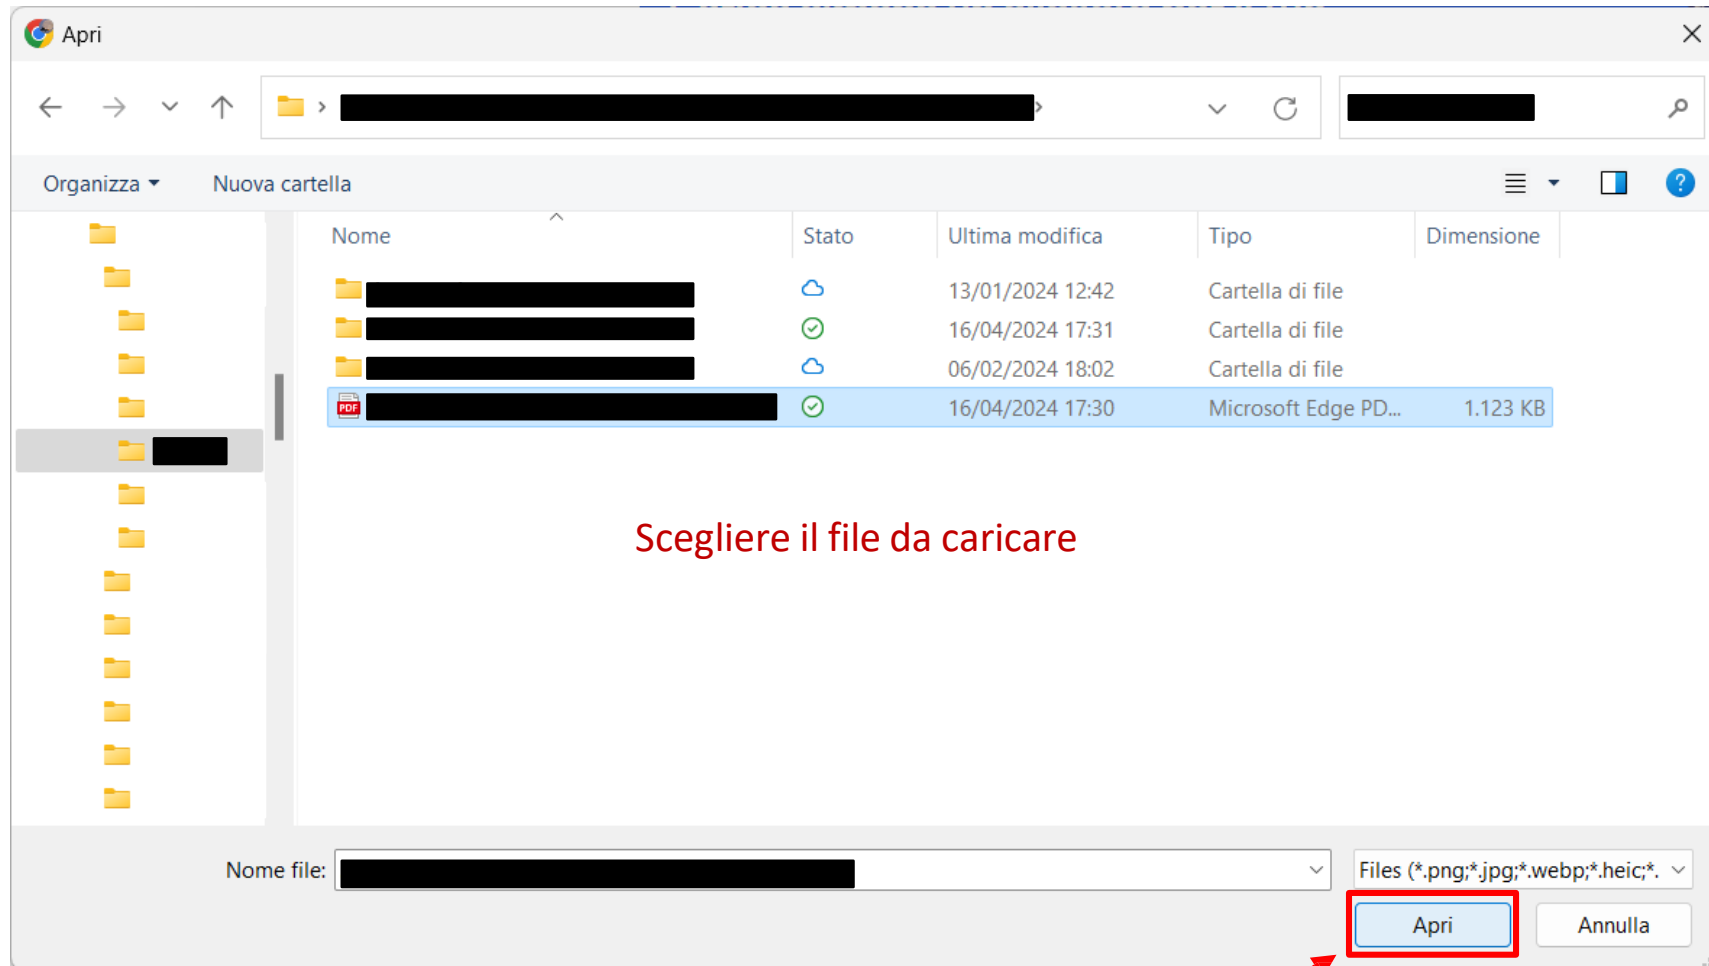 Apri
Organizza
Nuova cartella
Nome
Stato
Ultima modifica
Tipo
Dimensione
13/01/2024 12:42
Cartella di file
16/04/2024 17:31
Cartella di file
06/02/2024 18:02
Cartella di file
PDF
16/04/2024 17:30
Microsoft Edge PD...
1.123 KB
Scegliere il file da caricare
Nome file:
Files (*.png;*.jpg;*.webp;*.heic;*.
Apri
Annulla